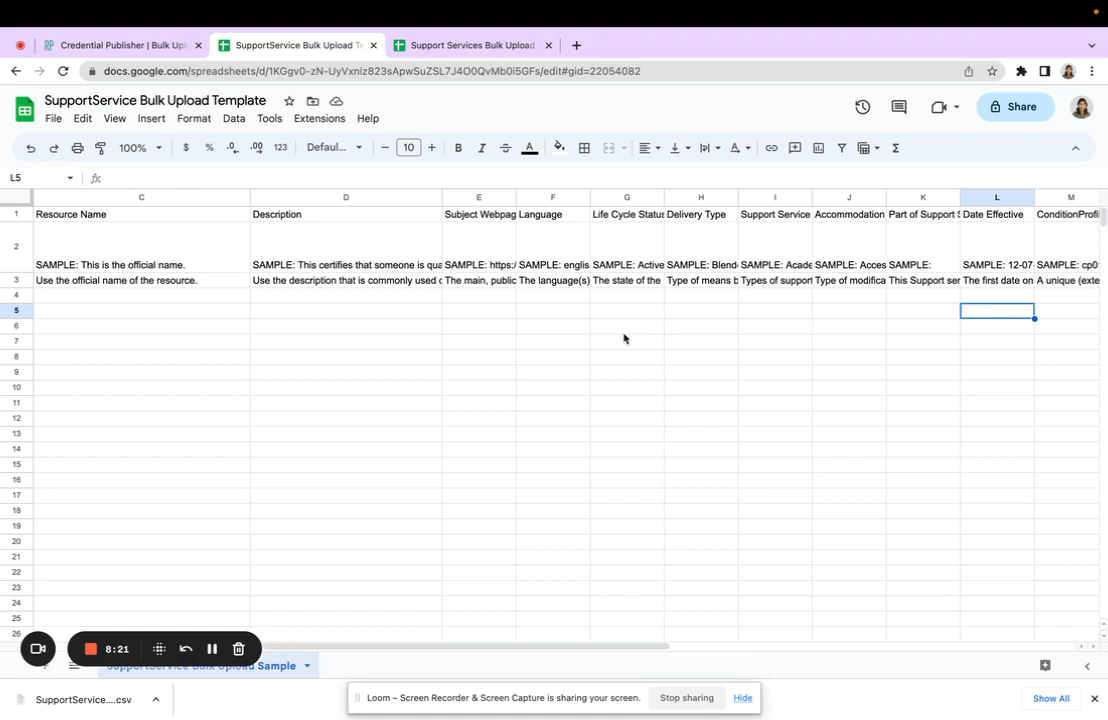 Credential Publisher | Bulk Upl
SupportService Bulk Upload Te
Support Services Bulk Upload
docs.google.com/spreadsheets/d/1KGgv0-zN-UyVxniz823sApwSuZSL7J4O0QvMb0i5GFs/edit#gid=22054082
SupportService Bulk Upload Template
File Edit View Insert Format Data Tools Extensions Help
Share
100% $ % .0 .00 123 Defaul... − 10 + B I S A Σ
L5 fx
C D E F G H I J K L M
1 Resource Name Description Subject Webpag Language Life Cycle Status Delivery Type Support Service Accommodation Part of Support S Date Effective ConditionProfi
2 SAMPLE: This is the official name. SAMPLE: This certifies that someone is qua SAMPLE: https:/ SAMPLE: englis SAMPLE: Active SAMPLE: Blend SAMPLE: Acade SAMPLE: Acces SAMPLE: SAMPLE: 12-07- SAMPLE: cp0
3 Use the official name of the resource. Use the description that is commonly used The main, public The language(s) The state of the Type of means b Types of support Type of modifica This Support ser The first date on A unique (exte
4
5
6
7
8
9
10
11
12
13
14
15
16
17
18
19
20
21
22
23
24
25
26
8:21
SupportService Bulk Upload Sample
SupportService....csv
Loom – Screen Recorder & Screen Capture is sharing your screen. Stop sharing Hide
Show All